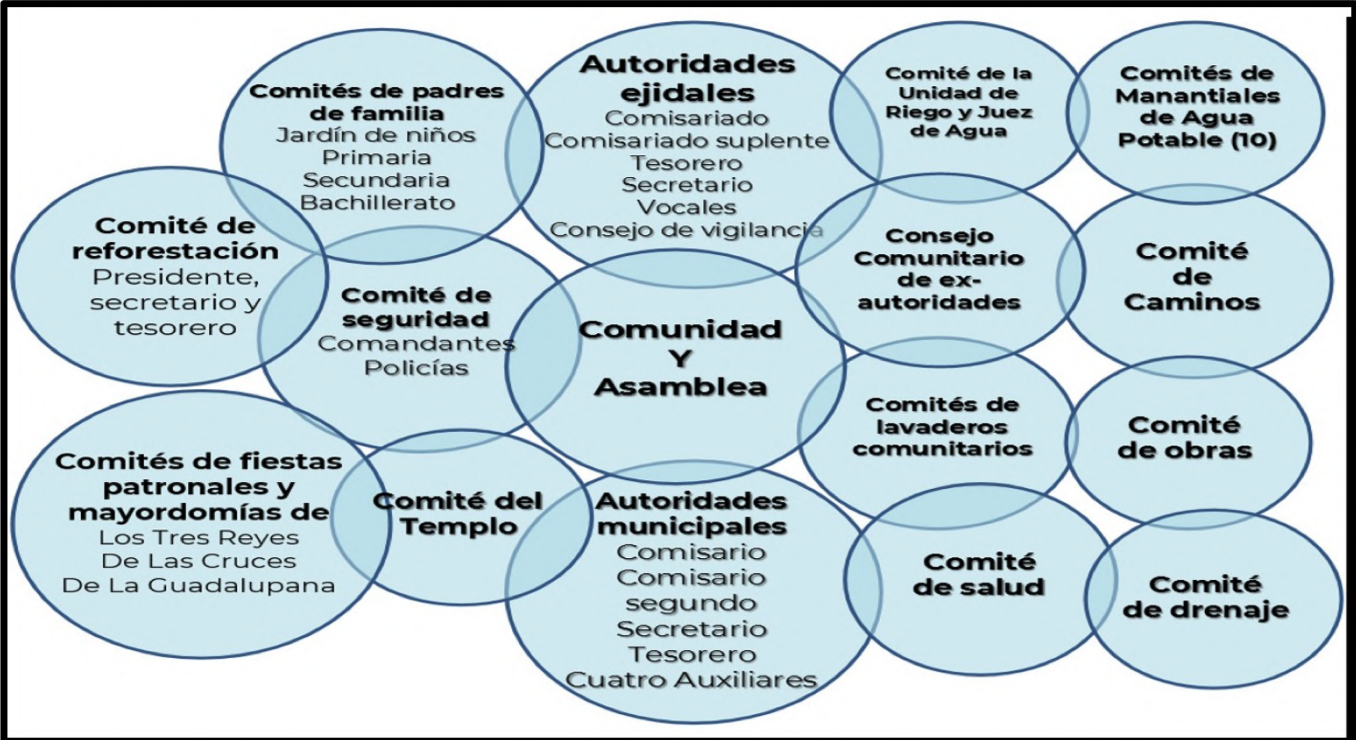 Comités de padres
de familia
Jardín de niños
Primaria
Secundaria
Bachillerato
Autoridades
ejidales
Comisariado
Comisariado suplente
Tesorero
Secretario
Vocales
Consejo de vigilancia
Comité de la
Unidad de
Riego y Juez
de Agua
Comités de
Manantiales
de Agua
Potable (10)
Comité de
reforestación
Presidente,
secretario y
tesorero
Comité de
seguridad
Comandantes
Policías
Comunidad
Y
Asamblea
Consejo
Comunitario
de ex-
autoridades
Comité
de
Caminos
Comités de
lavaderos
comunitarios
Comité
de obras
Comités de fiestas
patronales y
mayordomías de
Los Tres Reyes
De Las Cruces
De La Guadalupana
Comité del
Templo
Autoridades
municipales
Comisario
Comisario
segundo
Secretario
Tesorero
Cuatro Auxiliares
Comité
de salud
Comité
de drenaje